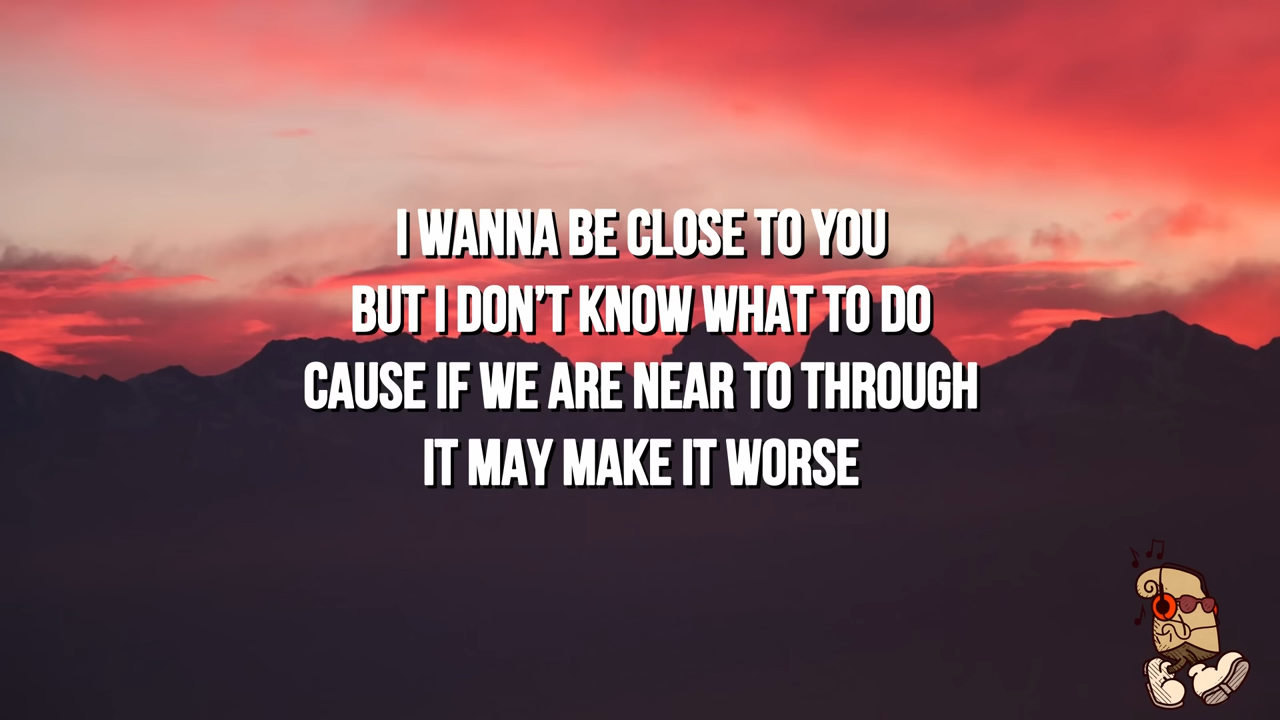 I WANNA BE CLOSE TO YOU
BUT I DON'T KNOW WHAT TO DO
CAUSE IF WE ARE NEAR TO THROUGH
IT MAY MAKE IT WORSE